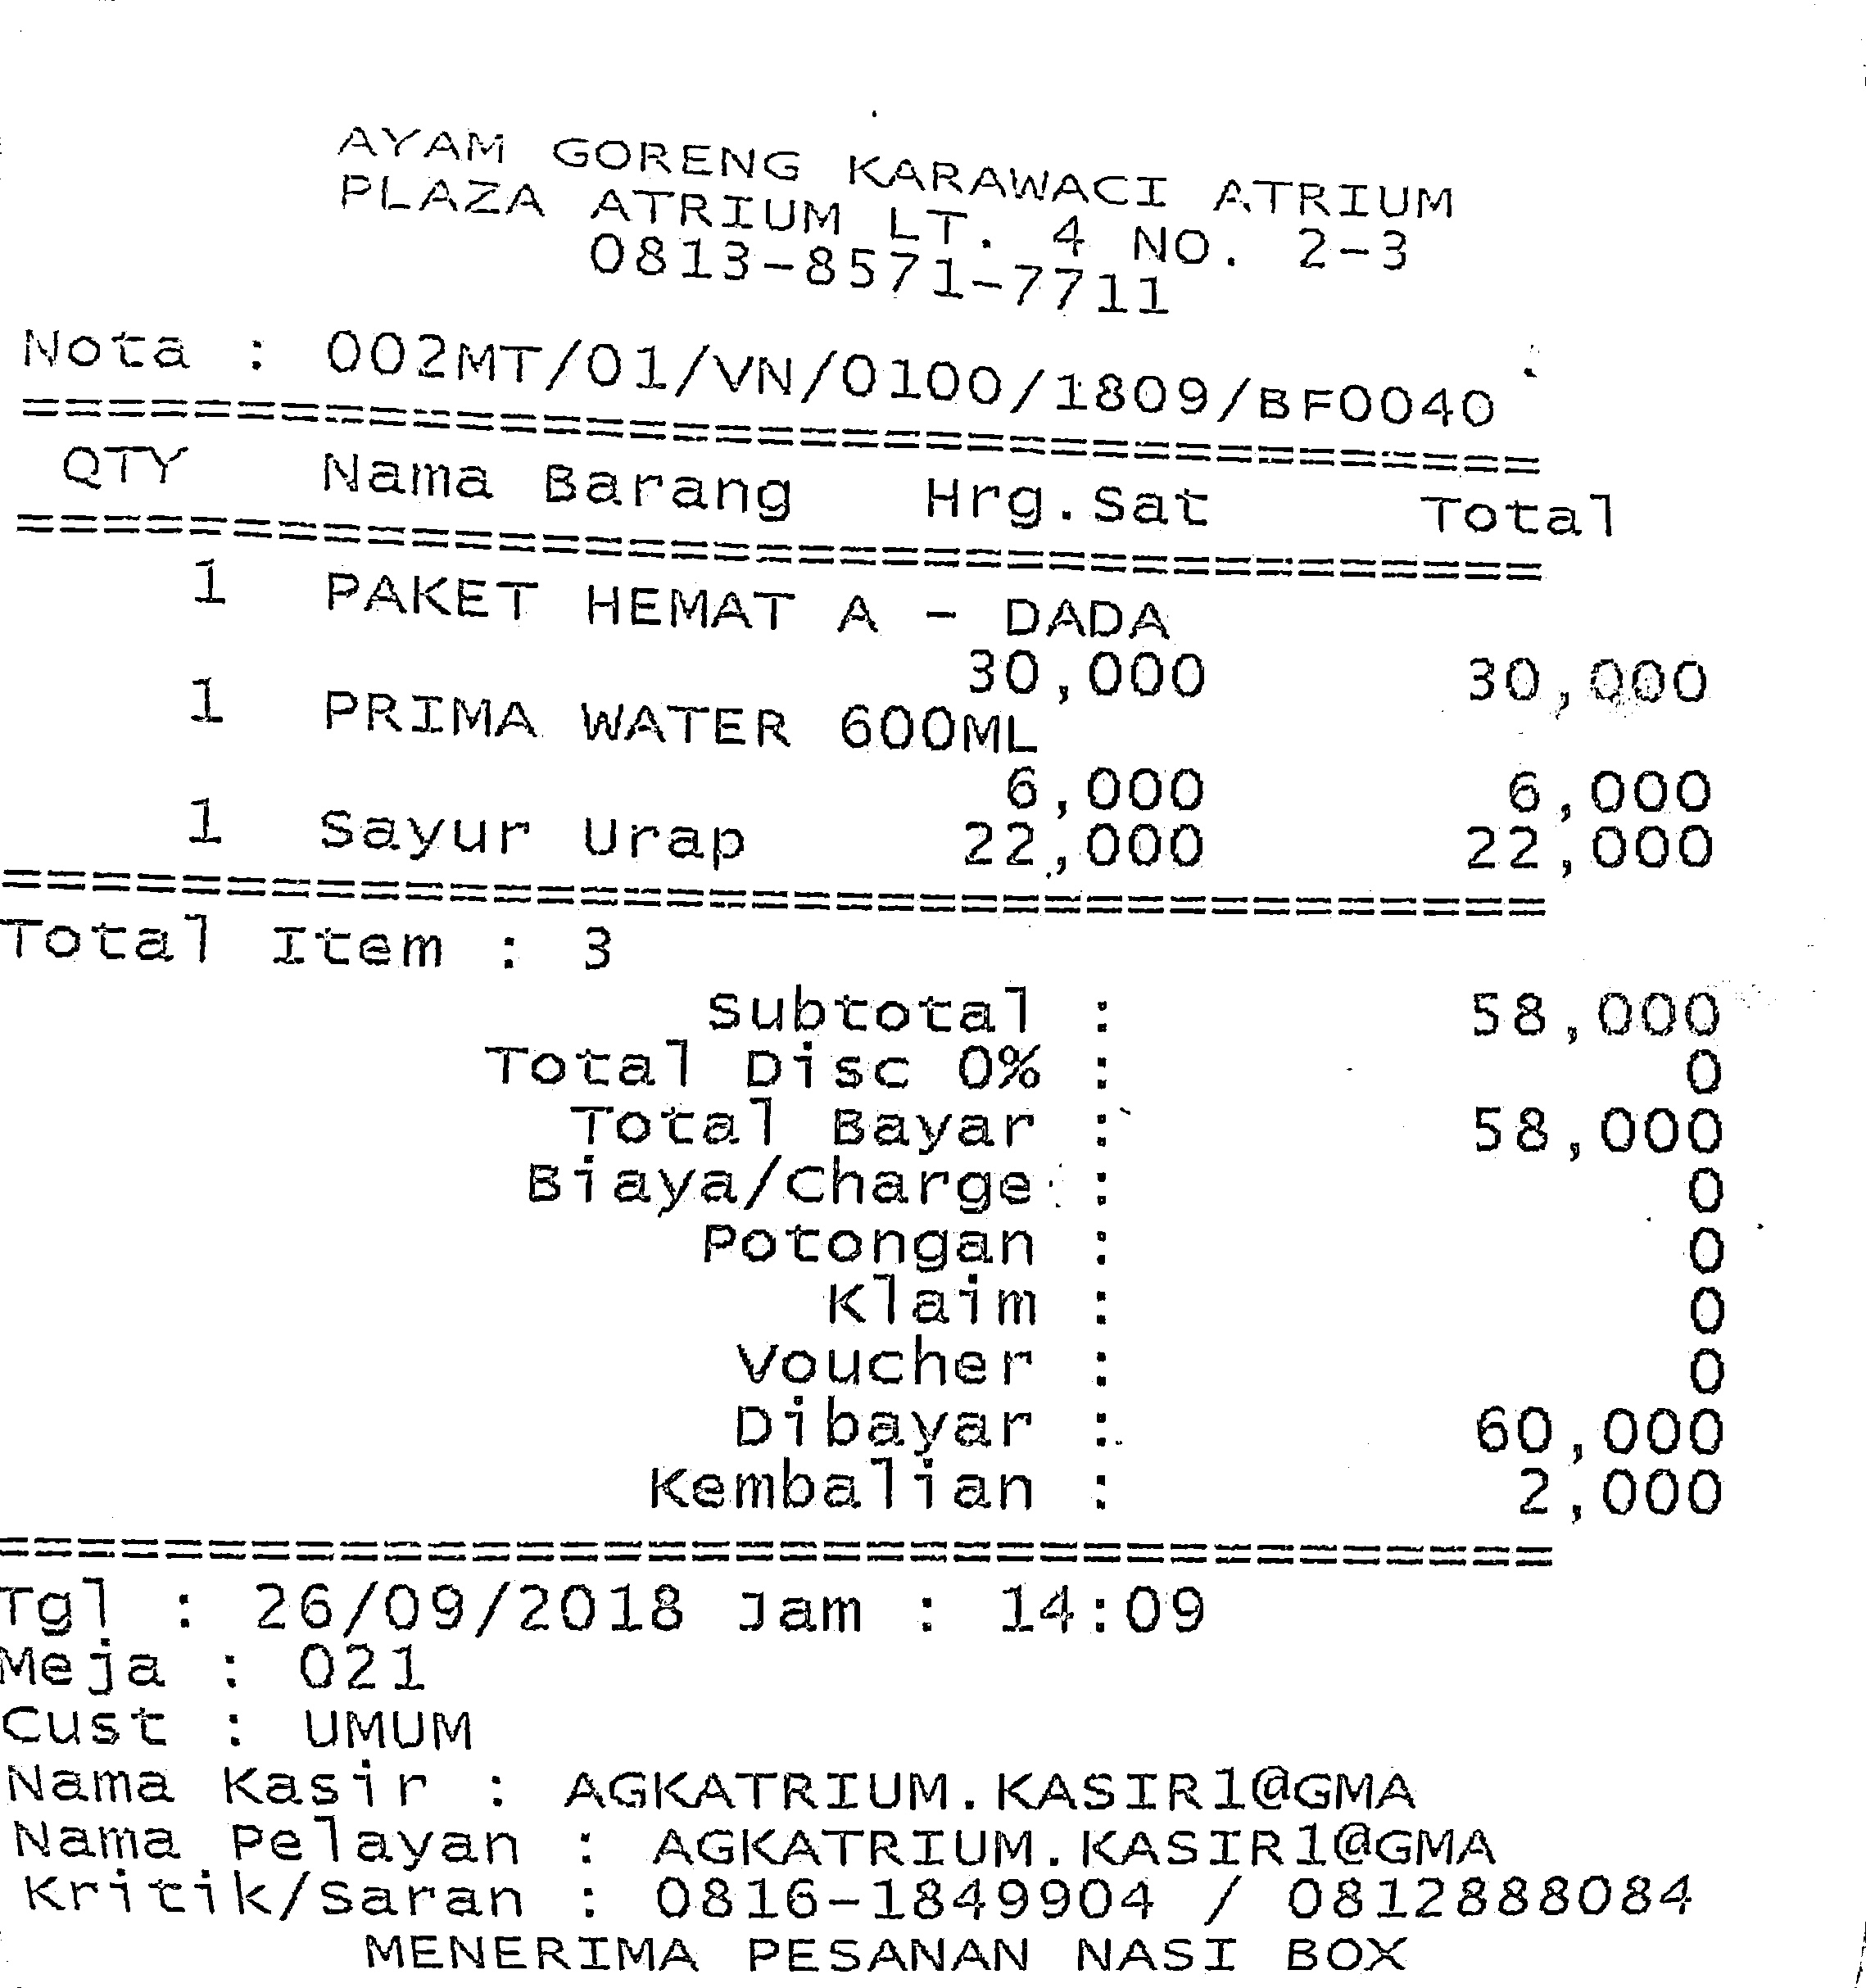 AYAM GORENG KARAWACI ATRIUM
PLAZA ATRIUM LT. 4 NO. 2-3
0813-8571-7711
Nota : 002MT/01/VN/0100/1809/BF0040
===================================
QTY Nama Barang Hrg.Sat Total
===================================
1 PAKET HEMAT A - DADA
30,000 30,000
1 PRIMA WATER 600ML
6,000 6,000
1 Sayur Urap 22,000 22,000
===================================
Total Item : 3
Subtotal : 58,000
Total Disc 0% : 0
Total Bayar : 58,000
Biaya/Charge : 0
Potongan : 0
Klaim : 0
Voucher : 0
Dibayar : 60,000
Kembalian : 2,000
===================================
Tgl : 26/09/2018 Jam : 14:09
Meja : 021
Cust : UMUM
Nama Kasir : AGKATRIUM.KASIR1@GMA
Nama Pelayan : AGKATRIUM.KASIR1@GMA
Kritik/Saran : 0816-1849904 / 0812888084
MENERIMA PESANAN NASI BOX